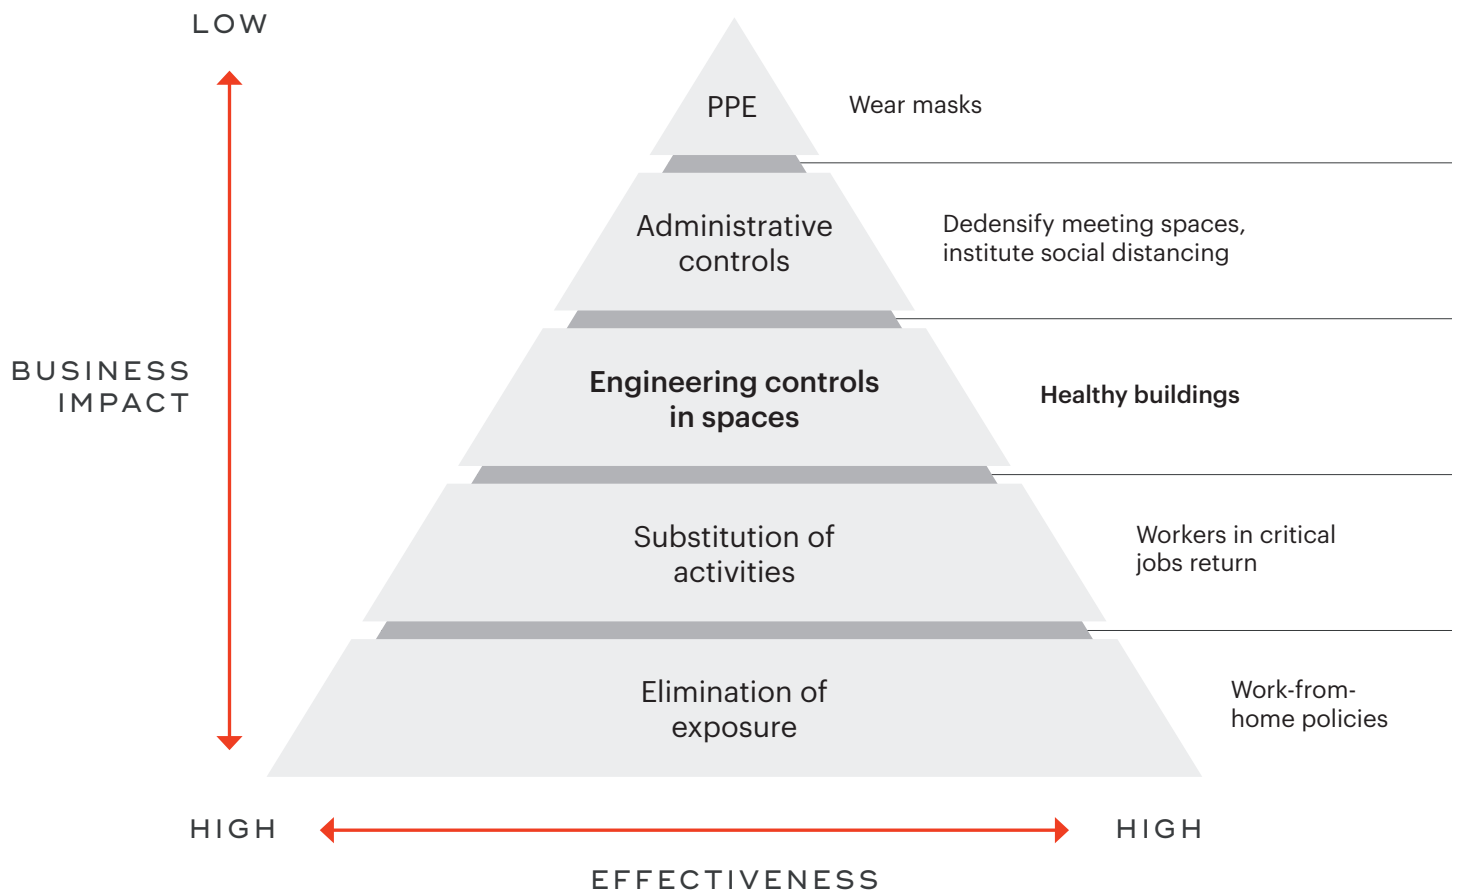 LOW
PPE
Wear masks
Administrative
controls
Dedensify meeting spaces,
institute social distancing
BUSINESS
IMPACT
Engineering controls
in spaces
Healthy buildings
Substitution of
activities
Workers in critical
jobs return
Elimination of
exposure
Work-from-
home policies
HIGH
HIGH
EFFECTIVENESS